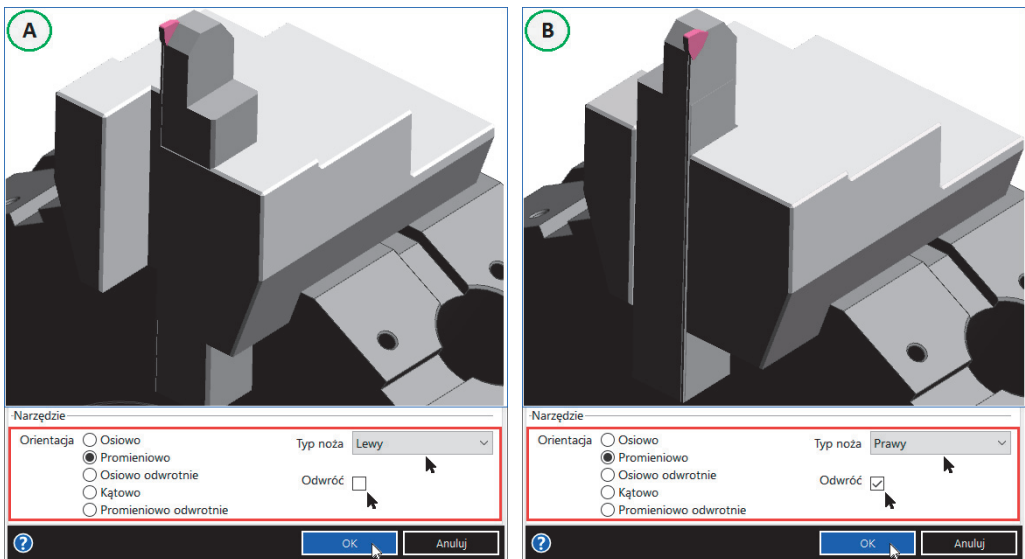 A
Narzędzie
Orientacja
Osiowo
Promieniowo
Osiowo odwrotnie
Kątowo
Promieniowo odwrotnie
Typ noża Lewy
Odwróć
? OK Anuluj
B
Narzędzie
Orientacja
Osiowo
Promieniowo
Osiowo odwrotnie
Kątowo
Promieniowo odwrotnie
Typ noża Prawy
Odwróć
? OK Anuluj